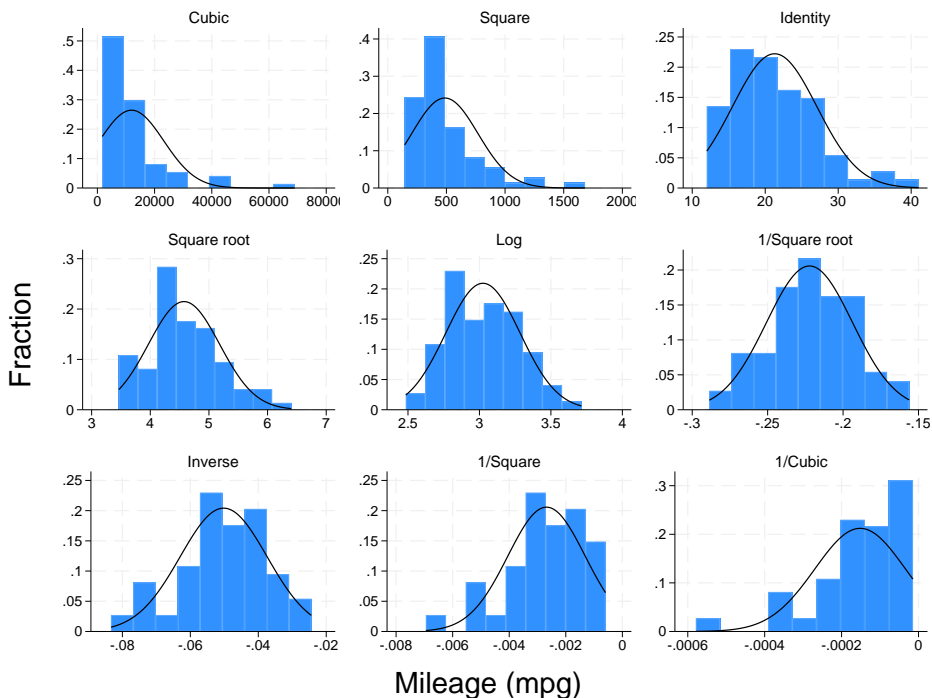 Cubic
.5
.4
.3
.2
.1
0
0 20000 40000 60000 80000
Square
.4
.3
.2
.1
0
0 500 1000 1500 2000
Identity
.25
.2
.15
.1
.05
0
10 20 30 40
Square root
.3
.2
.1
0
3 4 5 6 7
Log
.25
.2
.15
.1
.05
0
2.5 3 3.5 4
1/Square root
.2
.15
.1
.05
0
-.3 -.25 -.2 -.15
Inverse
.25
.2
.15
.1
.05
0
-.08 -.06 -.04 -.02
1/Square
.25
.2
.15
.1
.05
0
-.008 -.006 -.004 -.002 0
1/Cubic
.3
.2
.1
0
-.0006 -.0004 -.0002 0
Fraction
Mileage (mpg)